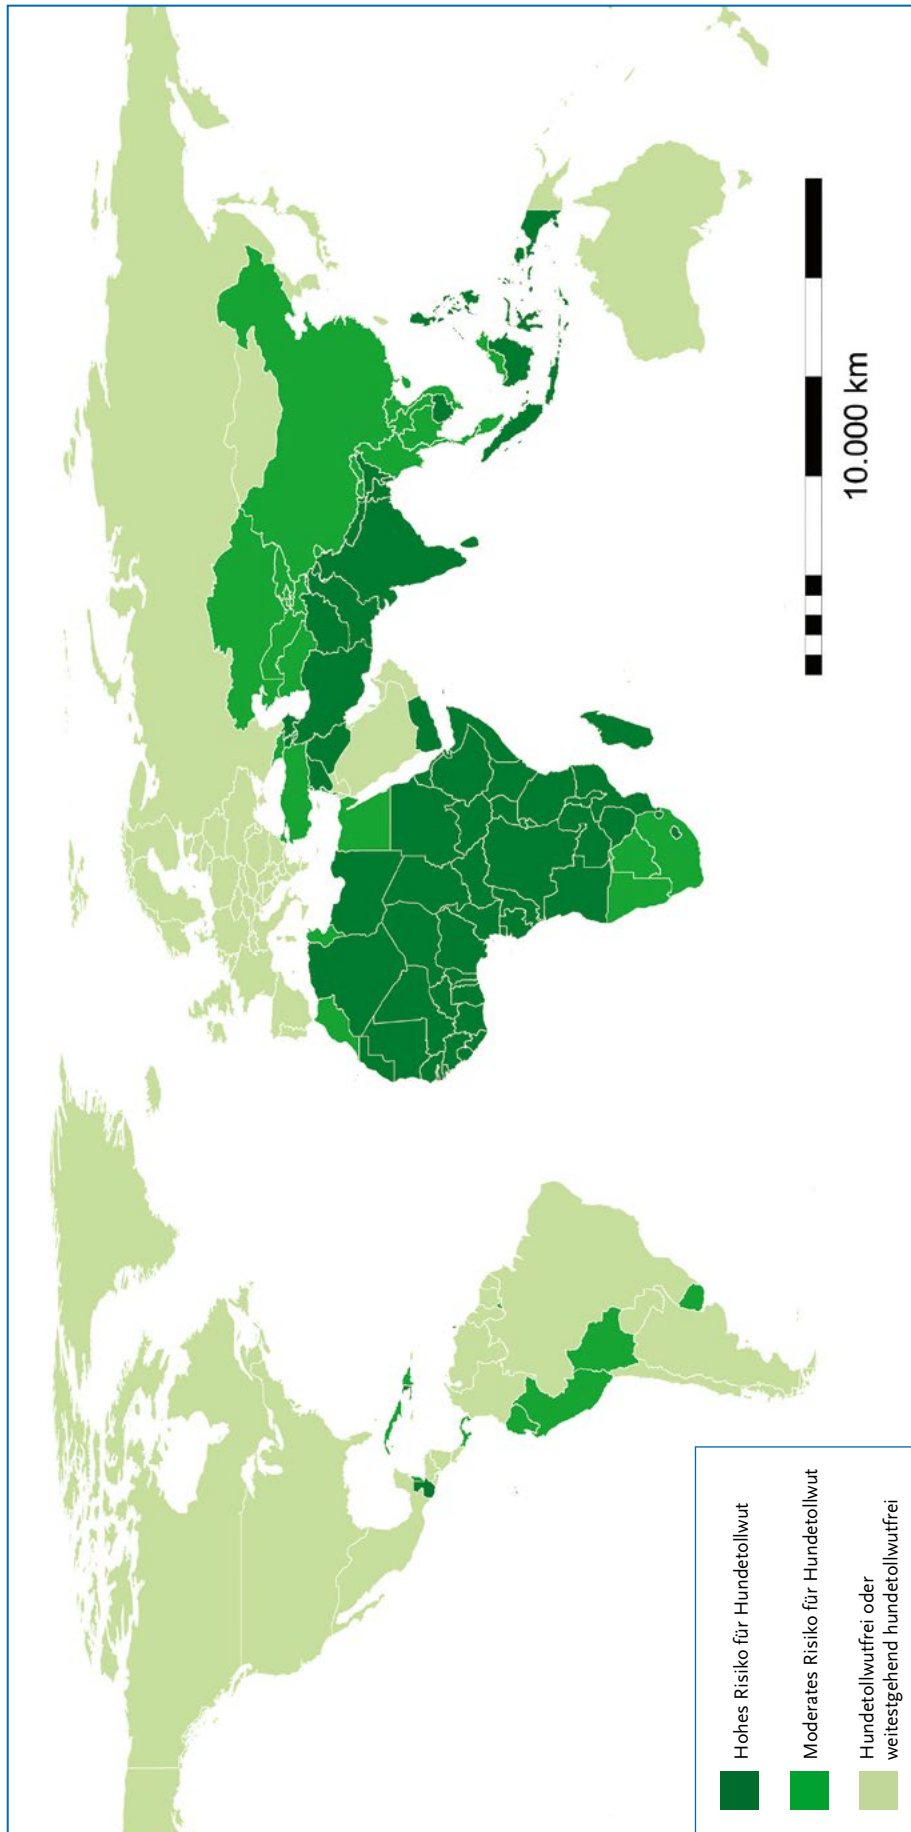 10.000 km
Hohes Risiko für Hundetollwut
Moderates Risiko für Hundetollwut
Hundetollwutfrei oder
weitestgehend hundetollwutfrei